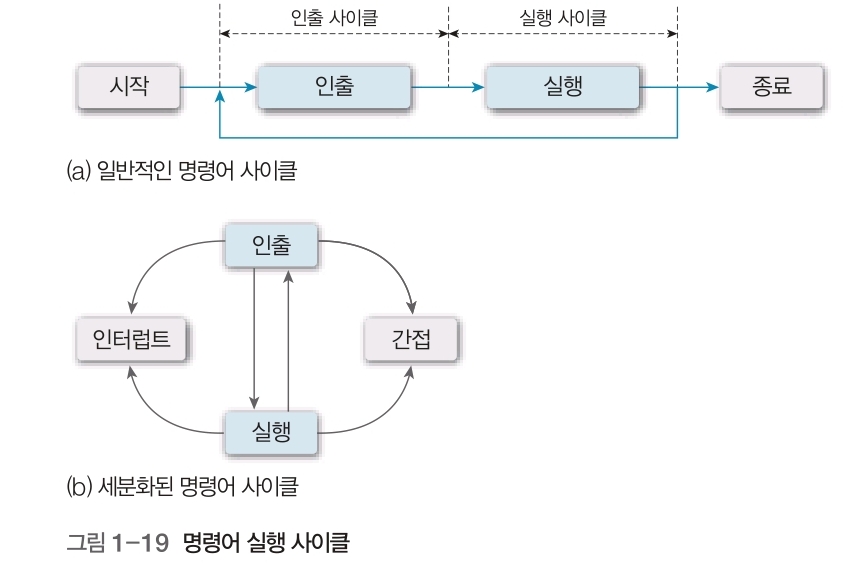 인출 사이클 실행 사이클
시작 인출 실행 종료
(a) 일반적인 명령어 사이클
인출
인터럽트 간접
실행
(b) 세분화된 명령어 사이클
그림 1-19 명령어 실행 사이클